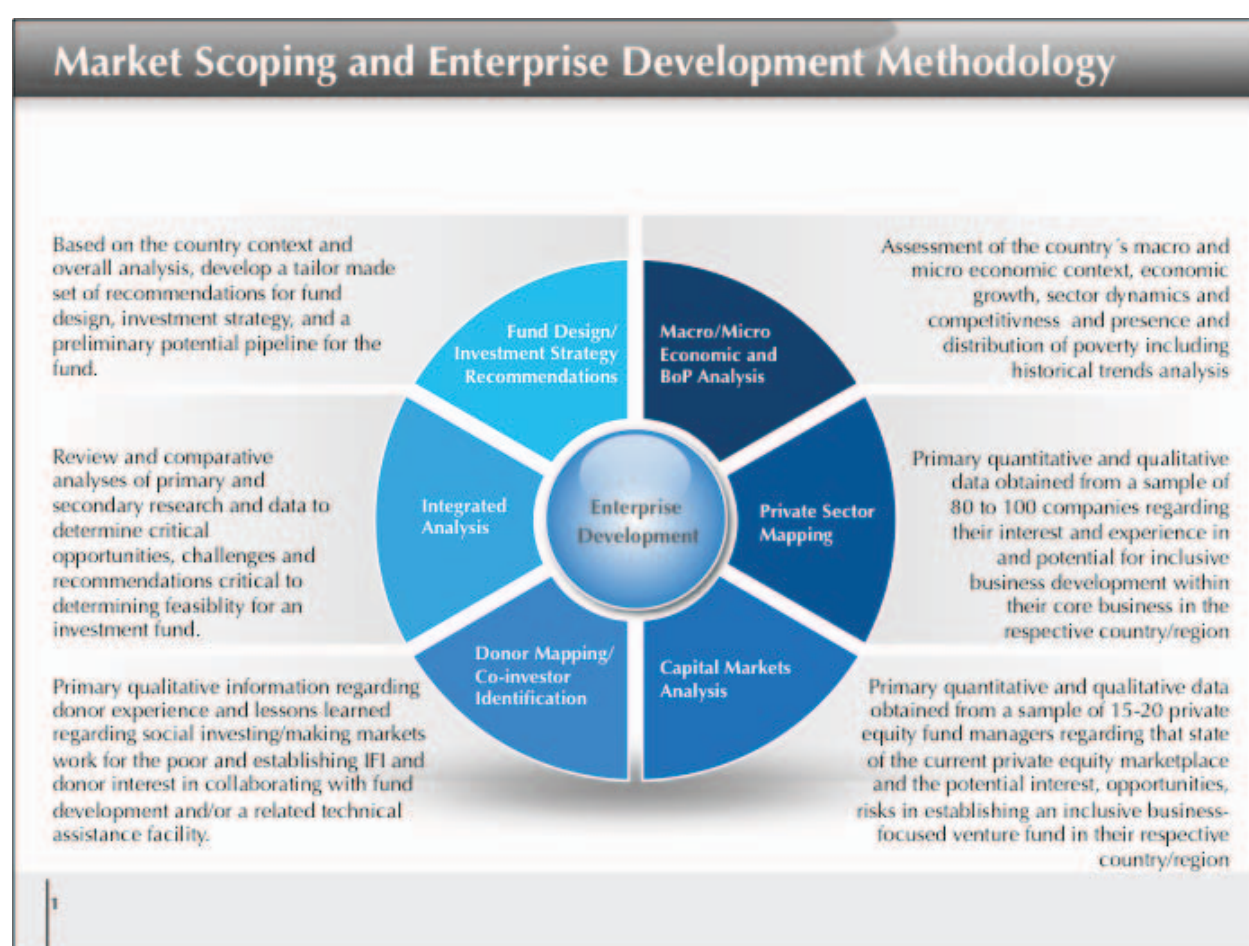 Market Scoping and Enterprise Development Methodology
Based on the country context and
overall analysis, develop a tailor made
set of recommendations for fund
design, investment strategy, and a
preliminary potential pipeline for the
fund.
Review and comparative
analyses of primary and
secondary research and data to
determine critical
opportunities, challenges and
recommendations critical to
determining feasiblity for an
investment fund.
Primary qualitative information regarding
donor experience and lessons learned
regarding social investing/making markets
work for the poor and establishing IFI and
donor interest in collaborating with fund
development and/or a related technical
assistance facility.
Fund Design/
Investment Strategy
Recommendations
Macro/Micro
Economic and
BoP Analysis
Integrated
Analysis
Enterprise
Development
Private Sector
Mapping
Donor Mapping/
Co-investor
Identification
Capital Markets
Analysis
Assessment of the country´s macro and
micro economic context, economic
growth, sector dynamics and
competitivness and presence and
distribution of poverty including
historical trends analysis
Primary quantitative and qualitative
data obtained from a sample of
80 to 100 companies regarding
their interest and experience in
and potential for inclusive
business development within
their core business in the
respective country/region
Primary quantitative and qualitative data
obtained from a sample of 15-20 private
equity fund managers regarding that state
of the current private equity marketplace
and the potential interest, opportunities,
risks in establishing an inclusive business-
focused venture fund in their respective
country/region
1